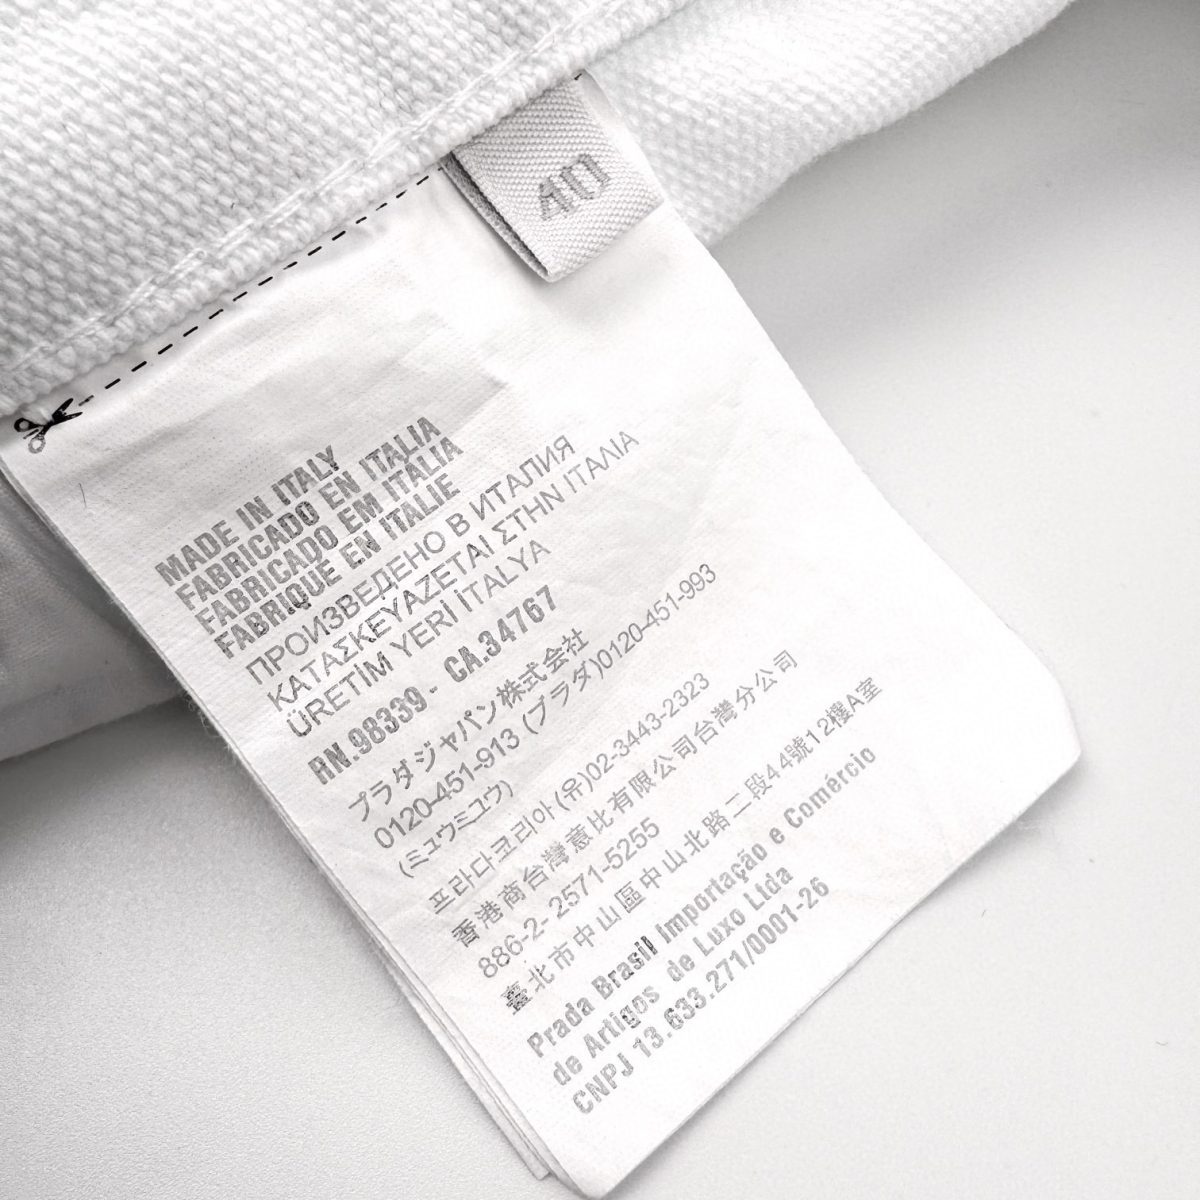 40
MADE IN ITALY
FABRICADO EN ITALIA
FABRICADO EM ITÁLIA
FABRIQUE EN ITALIE
ПРОИЗВЕДЕНО В ИТАЛИЯ
ΚΑΤΑΣΚΕΥΑΖΕΤΑΙ ΣΤΗΝ ΙΤΑΛΙΑ
ÜRETİM YERİ İTALYA
RN.98339 - CA.34767
プラダジャパン株式会社
0120-451-913 (プラダ)0120-451-993
(ミュウミュウ)
프라다코리아(유)02-3443-2323
香港商台灣意比有限公司台灣分公司
886-2- 2571-5255
臺北市中山區中山北路二段44號12樓A室
Prada Brasil Importação e Comércio
de Artigos de Luxo Ltda
CNPJ 13.633.271/0001-26